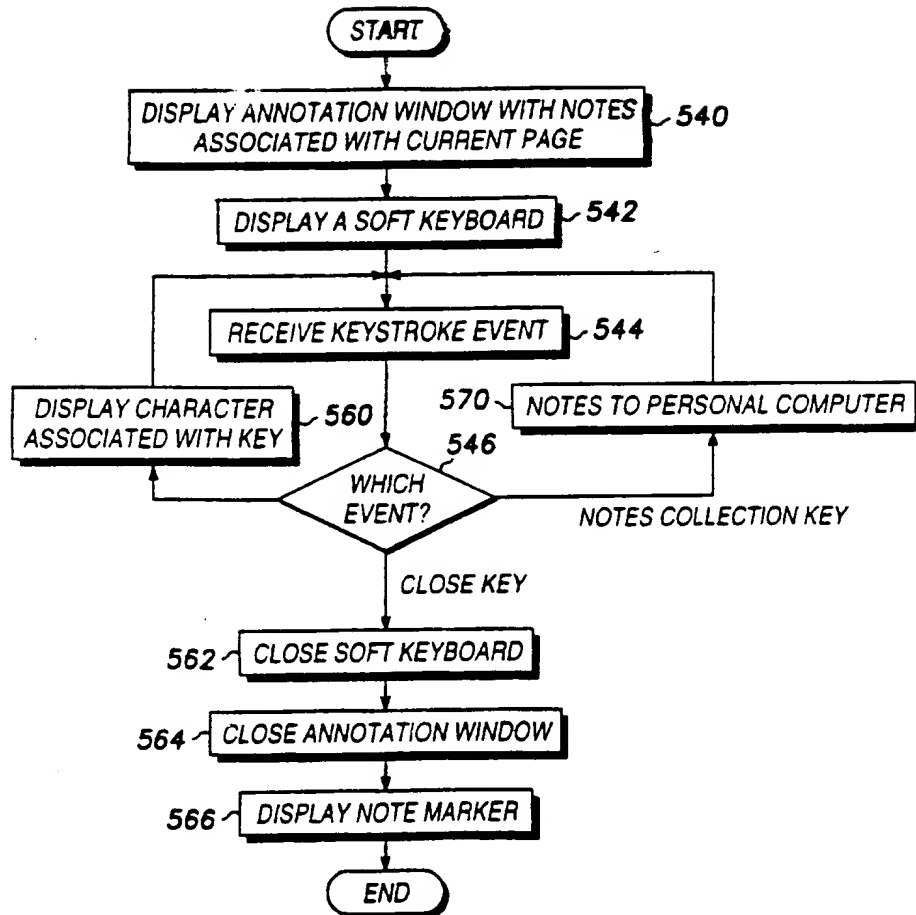 START
DISPLAY ANNOTATION WINDOW WITH NOTES
ASSOCIATED WITH CURRENT PAGE
540
DISPLAY A SOFT KEYBOARD
542
RECEIVE KEYSTROKE EVENT
544
DISPLAY CHARACTER
ASSOCIATED WITH KEY
560
570
NOTES TO PERSONAL COMPUTER
546
WHICH
EVENT?
NOTES COLLECTION KEY
CLOSE KEY
562
CLOSE SOFT KEYBOARD
564
CLOSE ANNOTATION WINDOW
566
DISPLAY NOTE MARKER
END